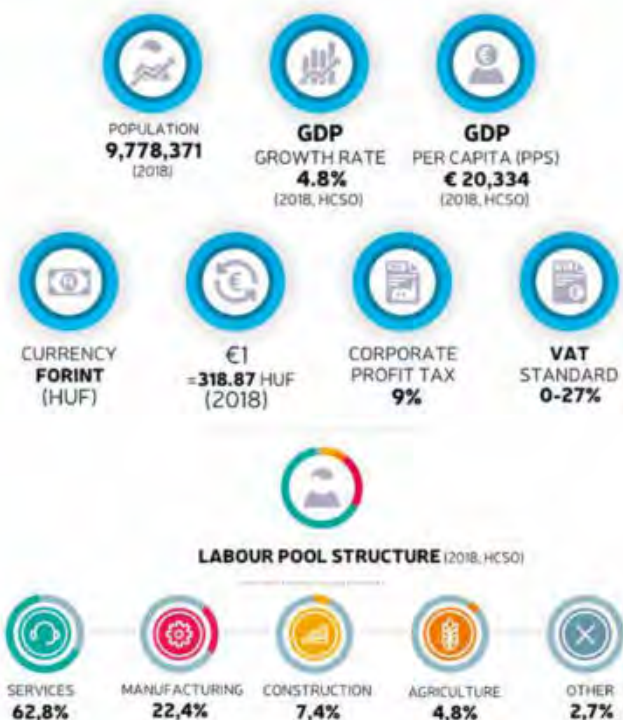 POPULATION
9,778,371
(2018)
GDP
GROWTH RATE
4.8%
(2018, HCSO)
GDP
PER CAPITA (PPS)
€ 20,334
(2018, HCSO)
CURRENCY
FORINT
(HUF)
€1
=318.87 HUF
(2018)
CORPORATE
PROFIT TAX
9%
VAT
STANDARD
0-27%
LABOUR POOL STRUCTURE (2018, HCSO)
SERVICES
62,8%
MANUFACTURING
22,4%
CONSTRUCTION
7,4%
AGRICULTURE
4,8%
OTHER
2,7%